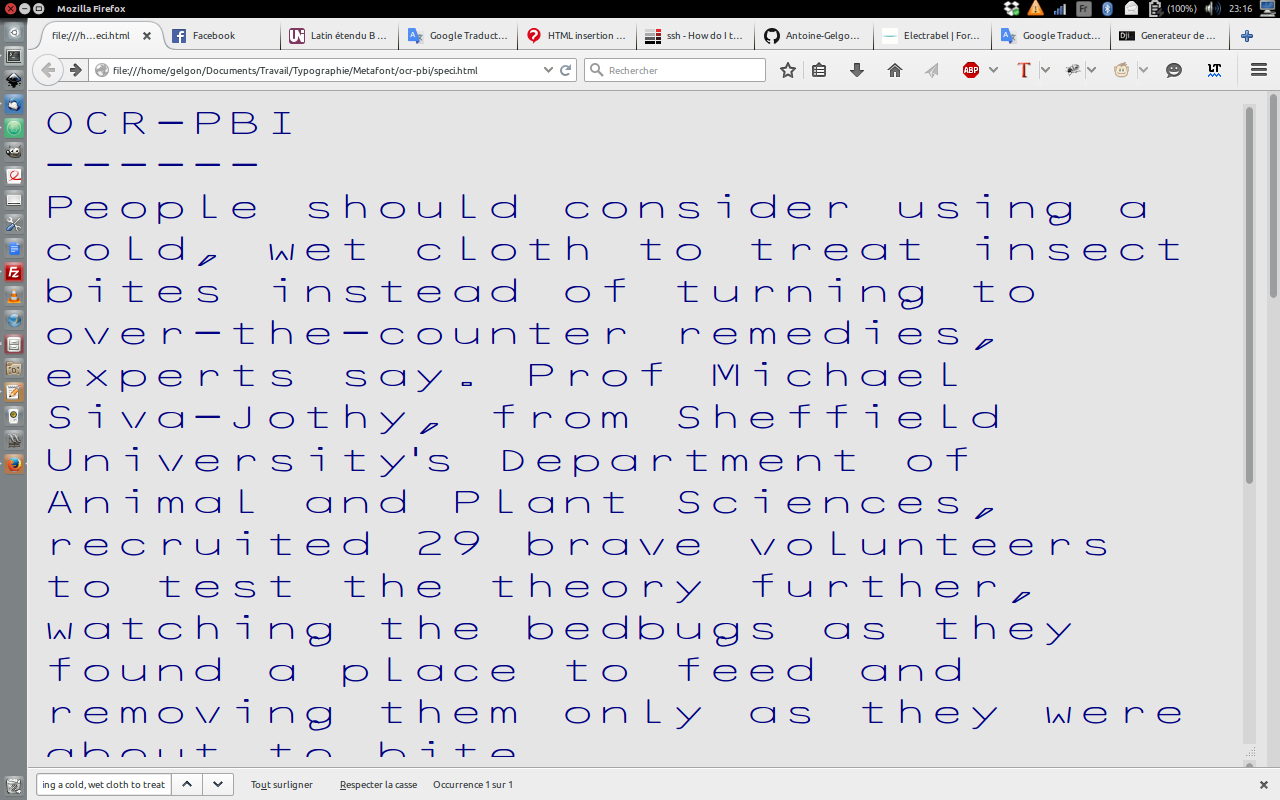 Mozilla Firefox
Fr
(100%)
23:16
file:///h...eci.html
Facebook
Latin étendu B ...
Google Traduct...
HTML insertion ...
ssh - How do I t...
Antoine-Gelgo...
Electrabel | For...
Google Traduct...
Generateur de ...
file:///home/gelgon/Documents/Travail/Typographie/Metafont/ocr-pbi/speci.html
Rechercher
ABP
T
LT
OCR-PBI
------
People should consider using a
cold, wet cloth to treat insect
bites instead of turning to
over-the-counter remedies,
experts say. Prof Michael
Siva-Jothy, from Sheffield
University's Department of
Animal and Plant Sciences,
recruited 29 brave volunteers
to test the theory further,
watching the bedbugs as they
found a place to feed and
removing them only as they were
about to bite
ing a cold, wet cloth to treat
Tout surligner
Respecter la casse
Occurrence 1 sur 1